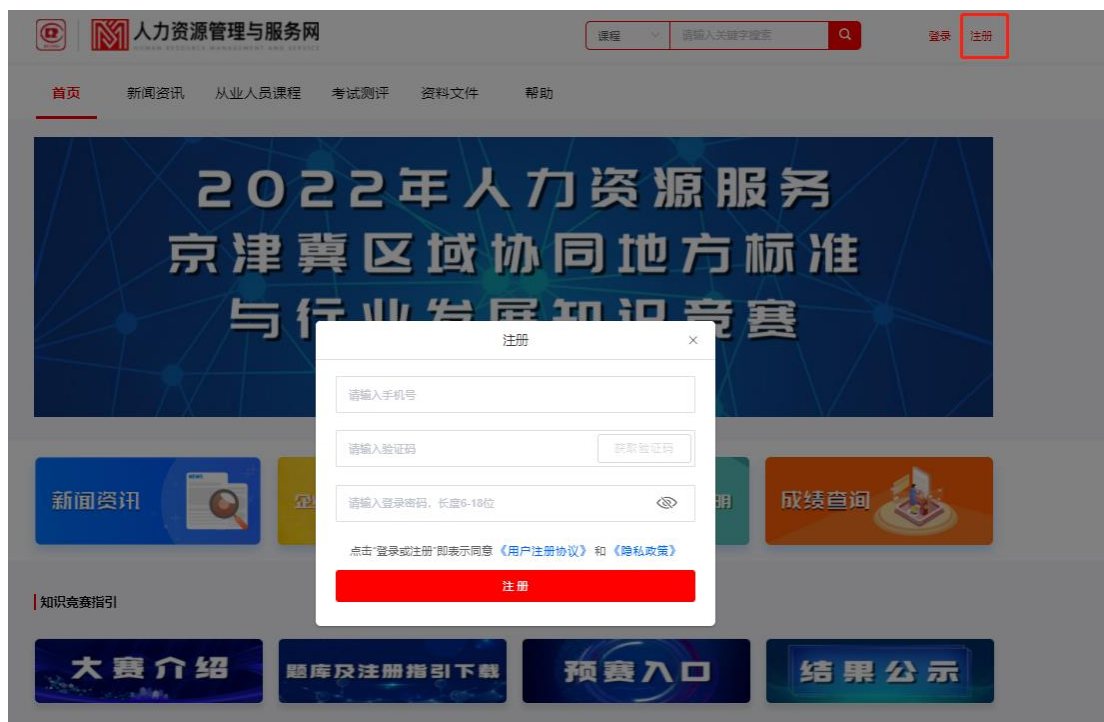 人力资源管理与服务网
HUMAN RESOURCE MANAGEMENT AND SERVICE
课程
请输入关键字搜索
登录
注册
首页
新闻资讯
从业人员课程
考试测评
资料文件
帮助
2022年人力资源服务
京津冀区域协同地方标准
与行业发展知识竞赛
注册
请输入手机号
请输入验证码
获取验证码
请输入登录密码，长度6-18位
点击"登录或注册"即表示同意《用户注册协议》和《隐私政策》
注册
新闻资讯
成绩查询
知识竞赛指引
大赛介绍
题库及注册指引下载
预赛入口
结果公示